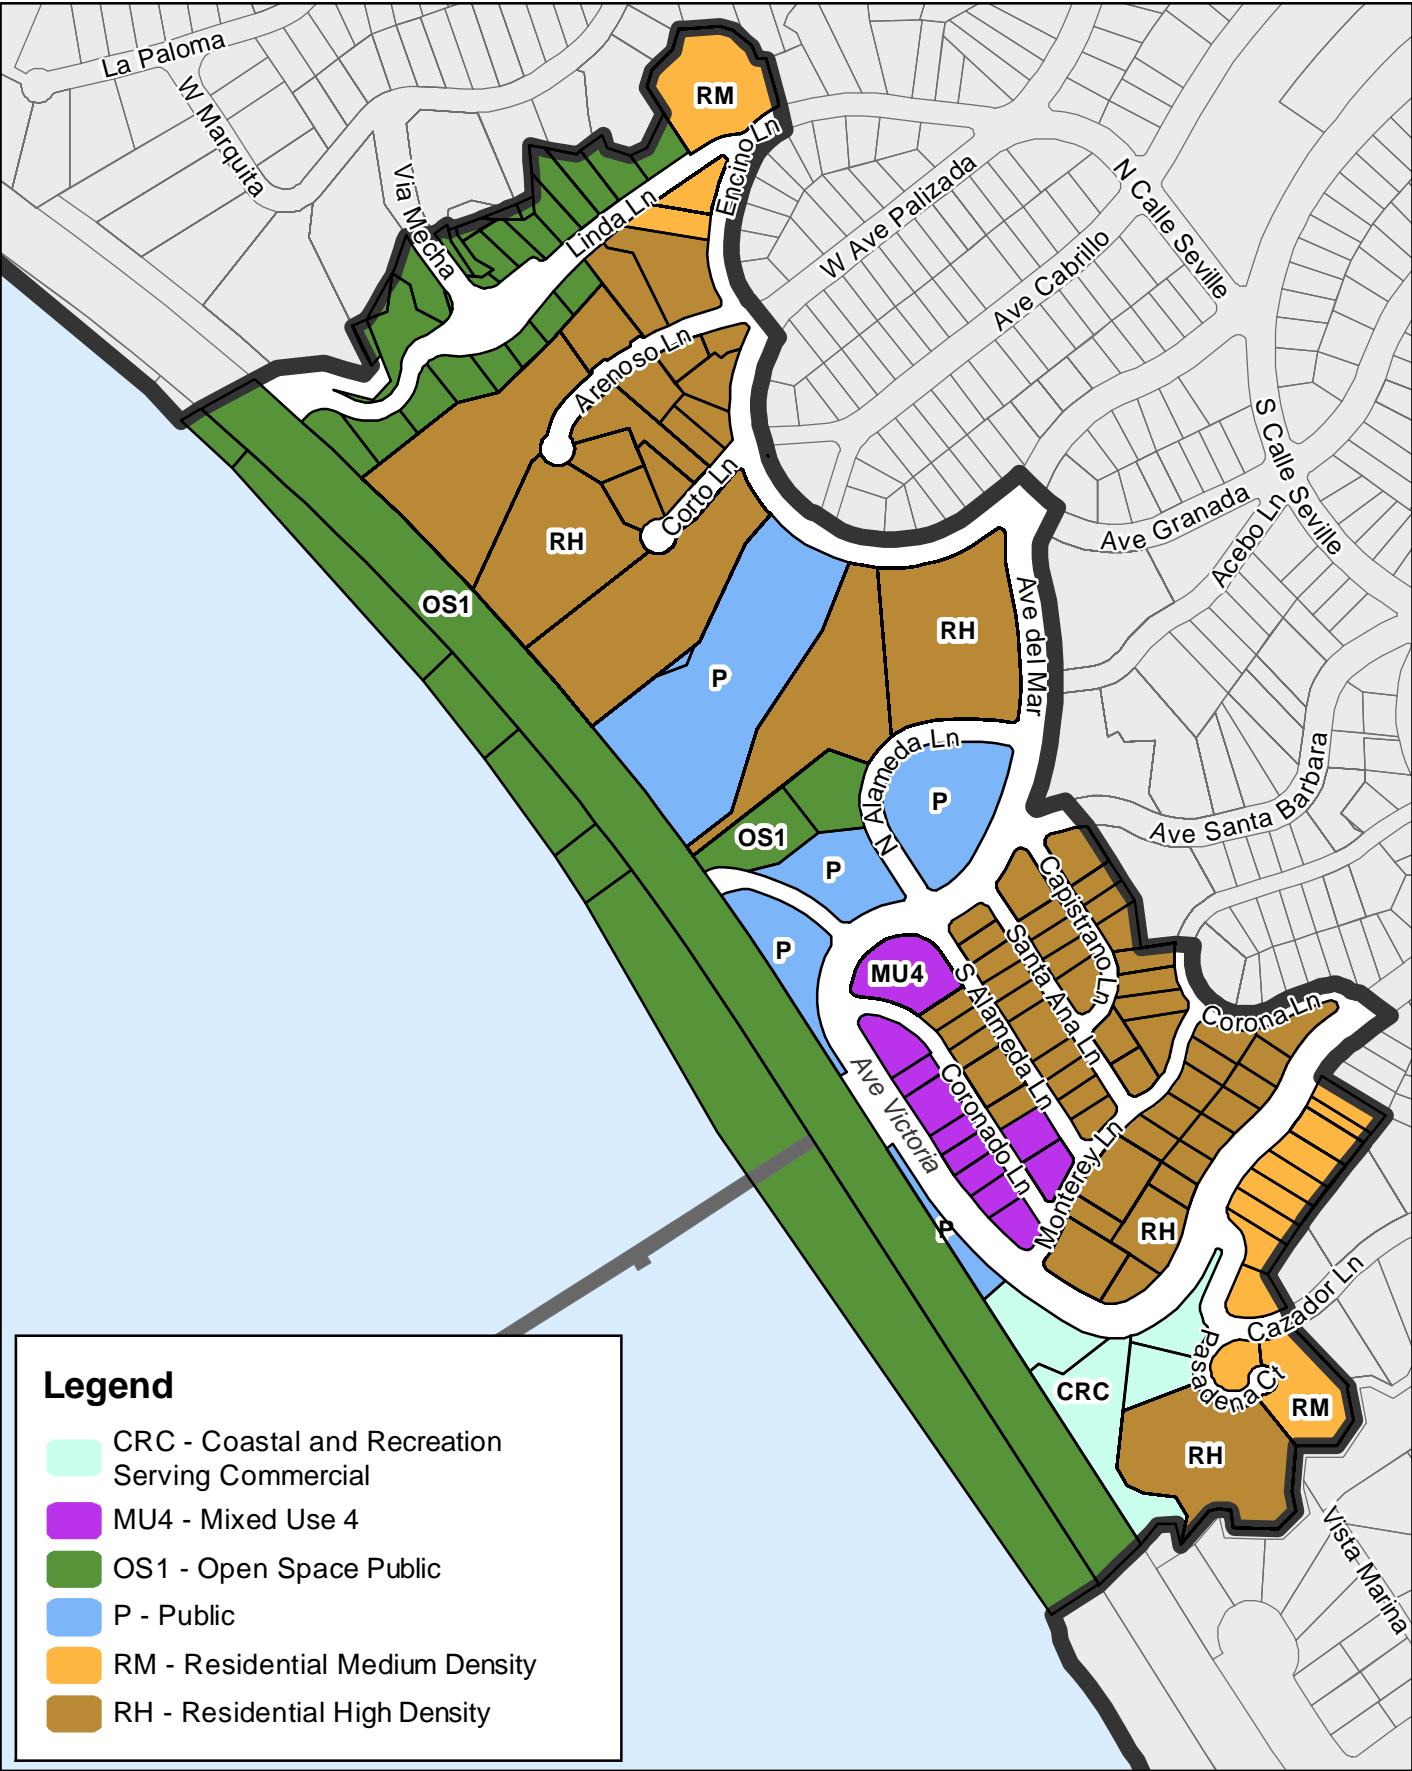 La Paloma
W Marquita
Via Mecha
RM
Encino Ln
Linda Ln
W Ave Palizada
N Calle Seville
Ave Cabrillo
Arenoso Ln
S Calle Seville
Corto Ln
Ave Granada
Acebo Ln
RH
OS1
RH
Ave del Mar
P
Ave Santa Barbara
N Alameda Ln
P
OS1
P
Capistrano Ln
P
MU4
Santa Ana Ln
S Alameda Ln
Corona Ln
Ave Victoria
Coronado Ln
Monterey Ln
P
RH
Cazador Ln
Pasadena Ct
CRC
RM
RH
Vista Marina
Legend
CRC - Coastal and Recreation
Serving Commercial
MU4 - Mixed Use 4
OS1 - Open Space Public
P - Public
RM - Residential Medium Density
RH - Residential High Density